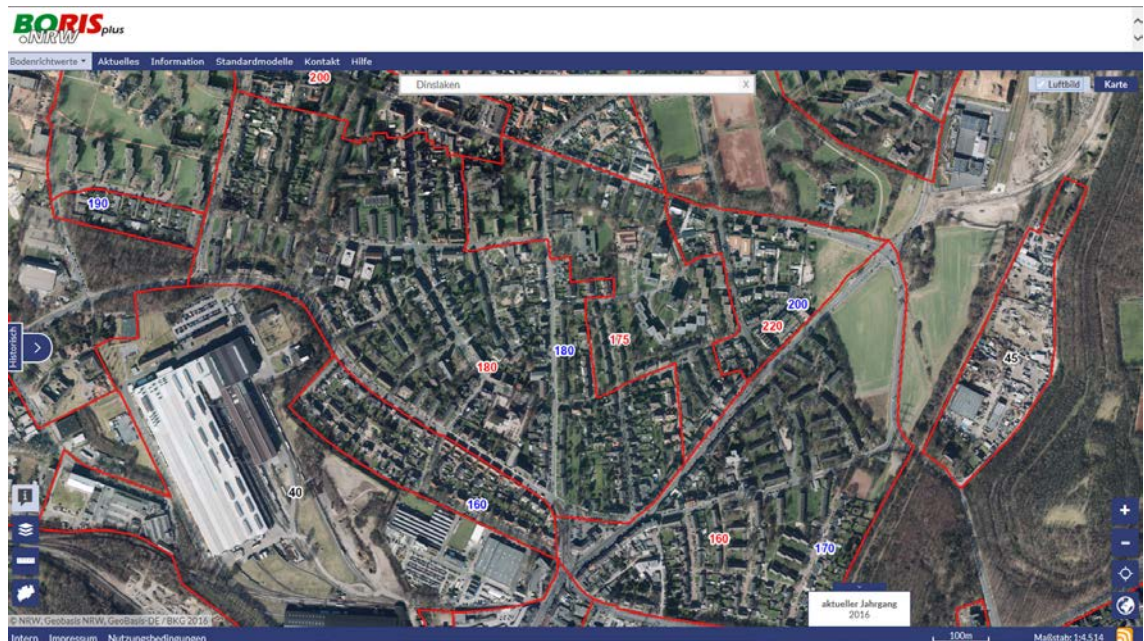 BORIS plus
.NRW
Bodenrichtwerte Aktuelles Information Standardmodelle Kontakt Hilfe
200
Dinslaken X
Luftbild Karte
190
200
220
Historisch
180
175
180
45
40
160
160
170
aktueller Jahrgang
2016
© NRW, Geobasis NRW, GeoBasis-DE / BKG 2016
Intern Impressum Nutzungsbedingungen 100m Maßstab: 1:4.514